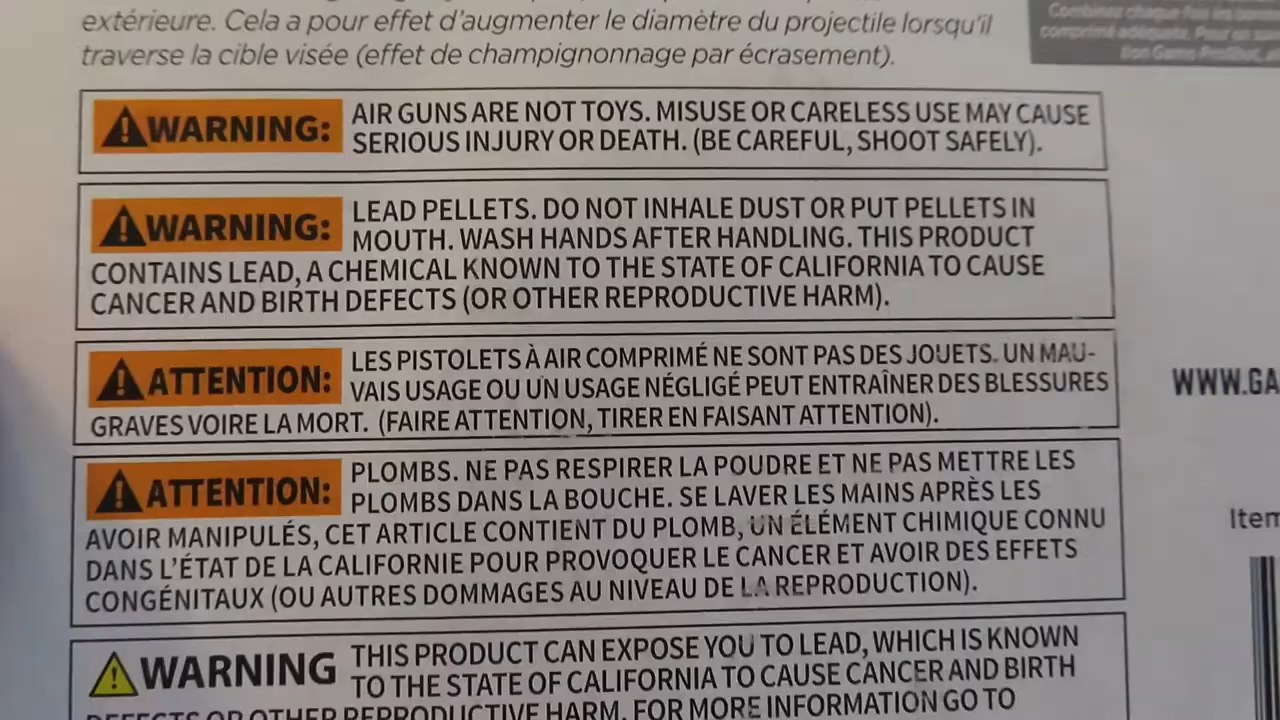 extérieure. Cela a pour effet d'augmenter le diamètre du projectile lorsqu'il
traverse la cible visée (effet de champignonnage par écrasement).
WARNING: AIR GUNS ARE NOT TOYS. MISUSE OR CARELESS USE MAY CAUSE
SERIOUS INJURY OR DEATH. (BE CAREFUL, SHOOT SAFELY).
WARNING: LEAD PELLETS. DO NOT INHALE DUST OR PUT PELLETS IN
MOUTH. WASH HANDS AFTER HANDLING. THIS PRODUCT
CONTAINS LEAD, A CHEMICAL KNOWN TO THE STATE OF CALIFORNIA TO CAUSE
CANCER AND BIRTH DEFECTS (OR OTHER REPRODUCTIVE HARM).
ATTENTION: LES PISTOLETS À AIR COMPRIMÉ NE SONT PAS DES JOUETS. UN MAU-
VAIS USAGE OU UN USAGE NÉGLIGÉ PEUT ENTRAÎNER DES BLESSURES
GRAVES VOIRE LA MORT. (FAIRE ATTENTION, TIRER EN FAISANT ATTENTION).
ATTENTION: PLOMBS. NE PAS RESPIRER LA POUDRE ET NE PAS METTRE LES
PLOMBS DANS LA BOUCHE. SE LAVER LES MAINS APRÈS LES
AVOIR MANIPULÉS, CET ARTICLE CONTIENT DU PLOMB, UN ÉLÉMENT CHIMIQUE CONNU
DANS L'ÉTAT DE LA CALIFORNIE POUR PROVOQUER LE CANCER ET AVOIR DES EFFETS
CONGÉNITAUX (OU AUTRES DOMMAGES AU NIVEAU DE LA REPRODUCTION).
WARNING THIS PRODUCT CAN EXPOSE YOU TO LEAD, WHICH IS KNOWN
TO THE STATE OF CALIFORNIA TO CAUSE CANCER AND BIRTH
DEFECTS OR OTHER REPRODUCTIVE HARM. FOR MORE INFORMATION GO TO
WWW.GA
Item